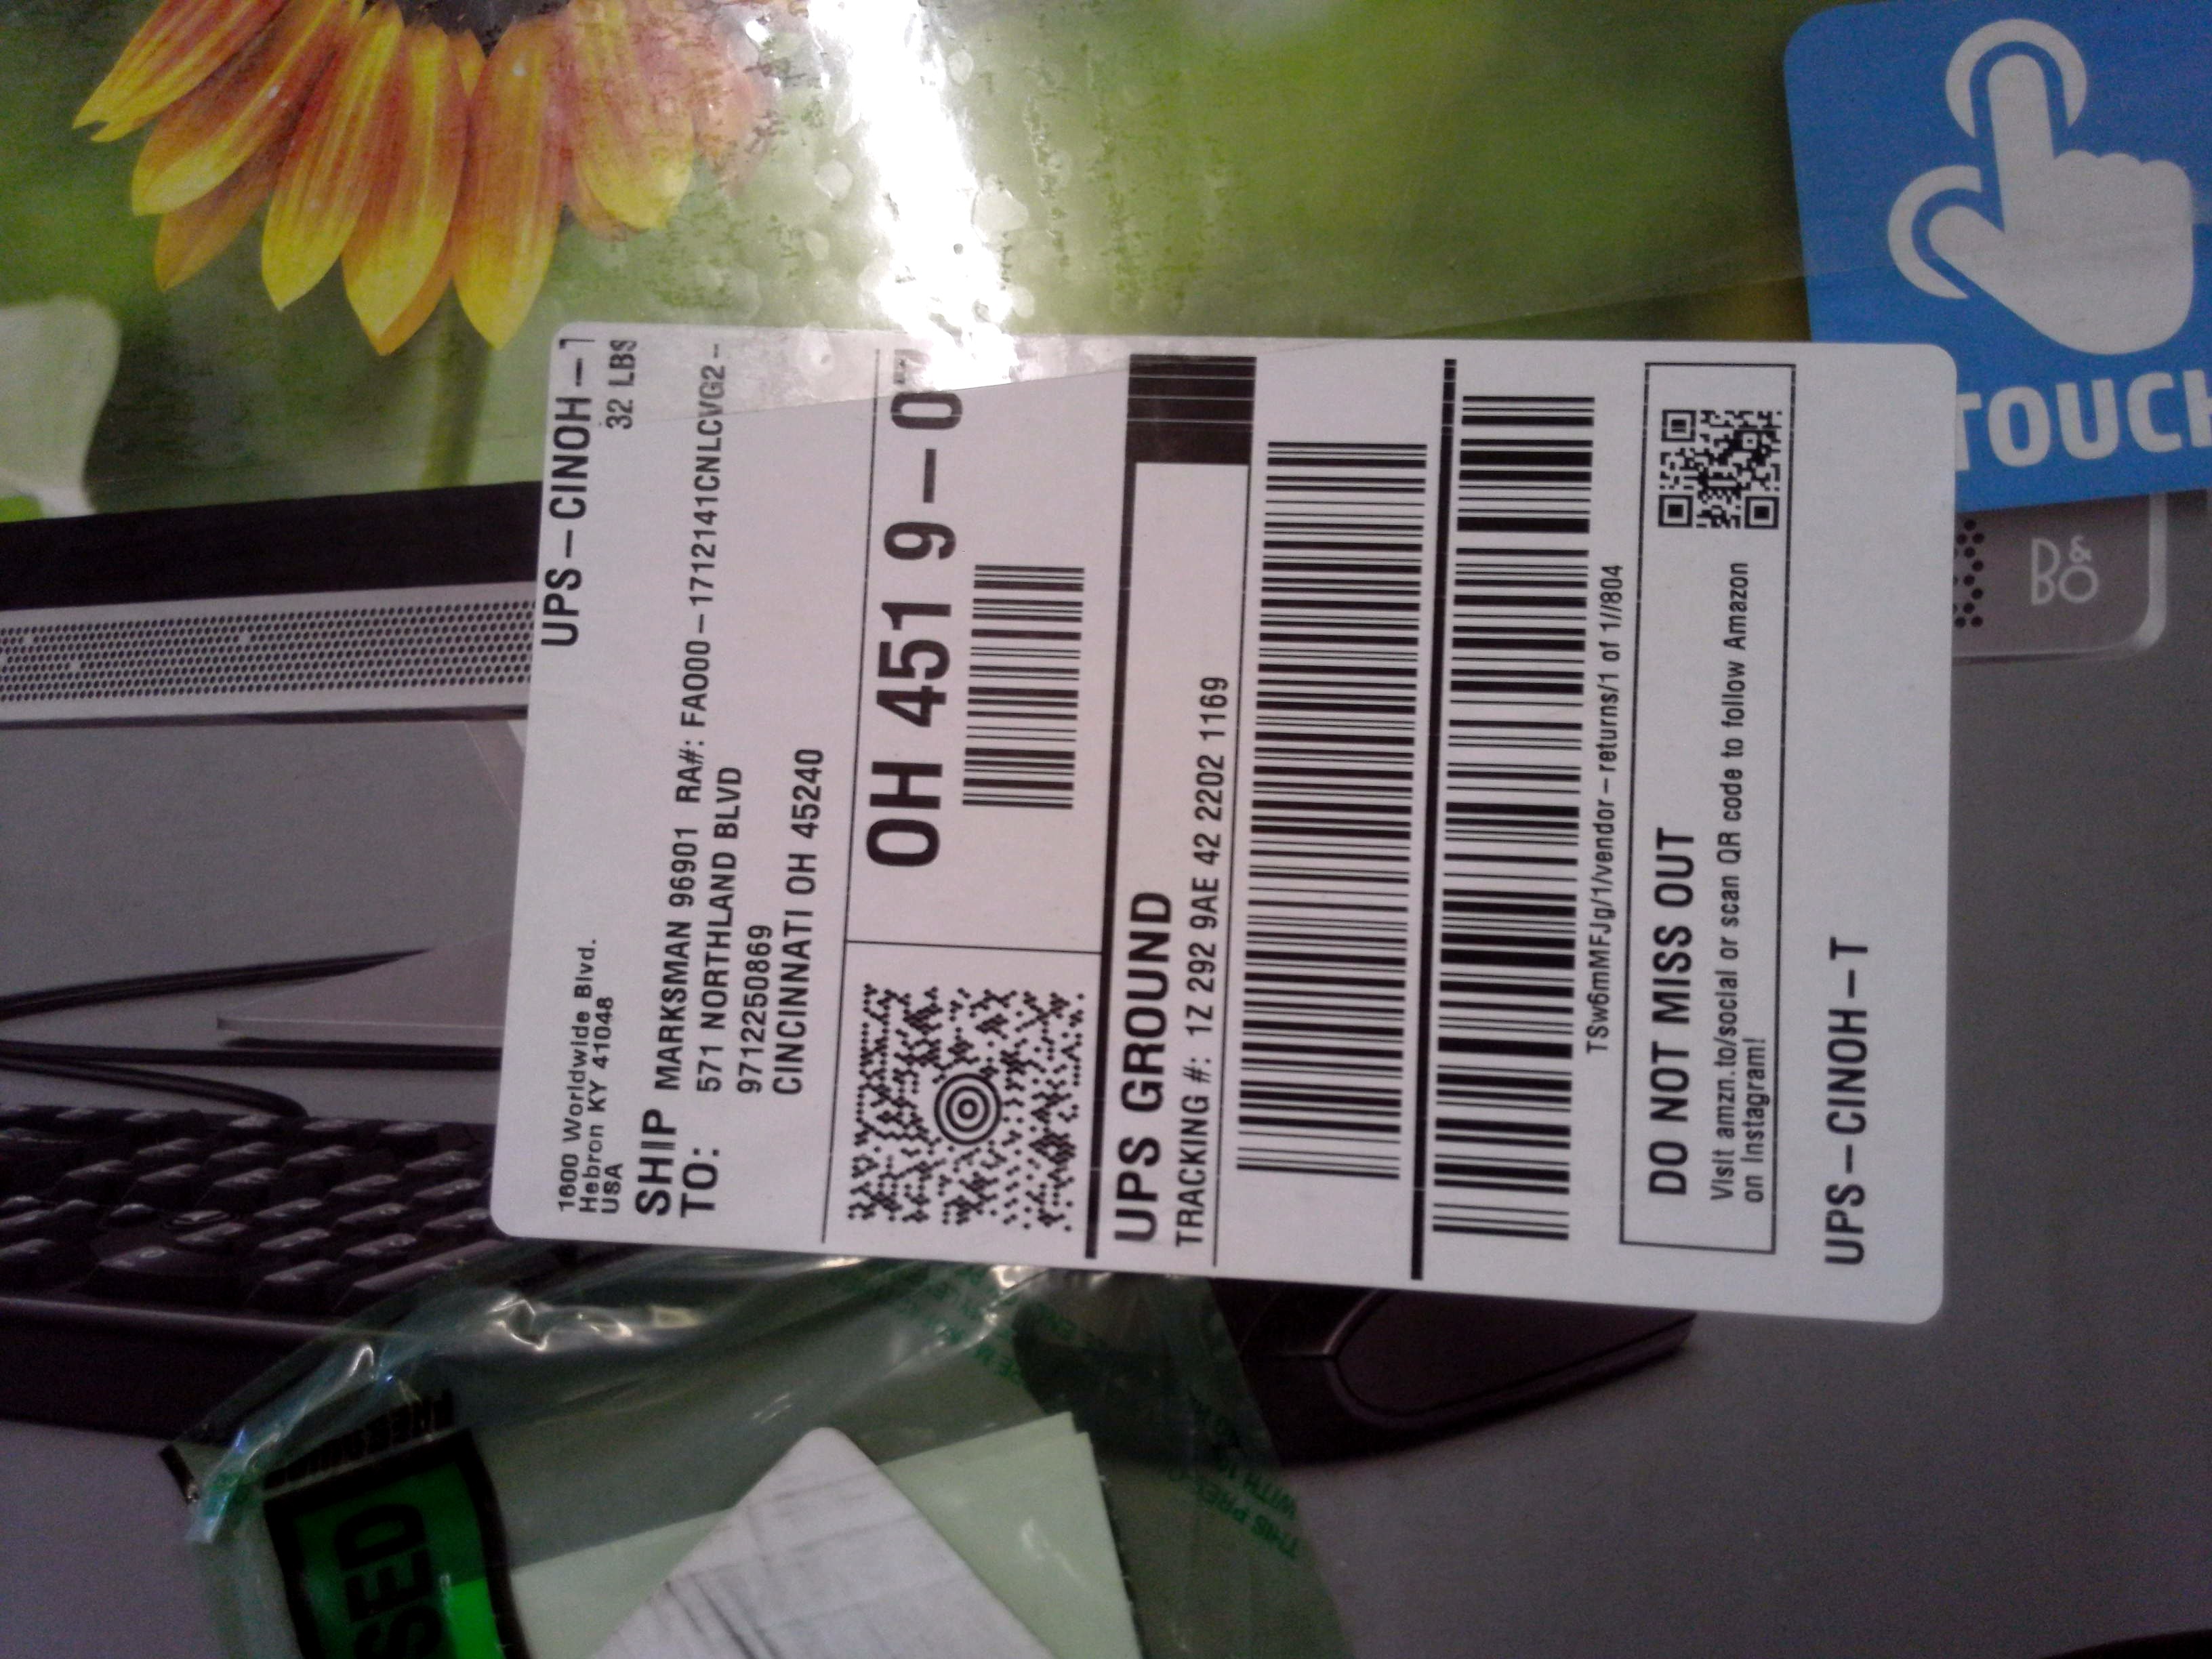 UPS-CINOH-T
32 LBS
1600 Worldwide Blvd.
Hebron KY 41048
USA
SHIP TO:
MARKSMAN 96901 RA#: FA000-1712141CNLCVG2-
571 NORTHLAND BLVD
9712250869
CINCINNATI OH 45240
OH 451 9-0
UPS GROUND
TRACKING #: 1Z 292 9AE 42 2202 1169
TSw6mMFJg/1/vendor-returns/1 of 1//804
DO NOT MISS OUT
Visit amzn.to/social or scan QR code to follow Amazon
on Instagram!
UPS-CINOH-T
TOUCH
B&O
THIS
WITH